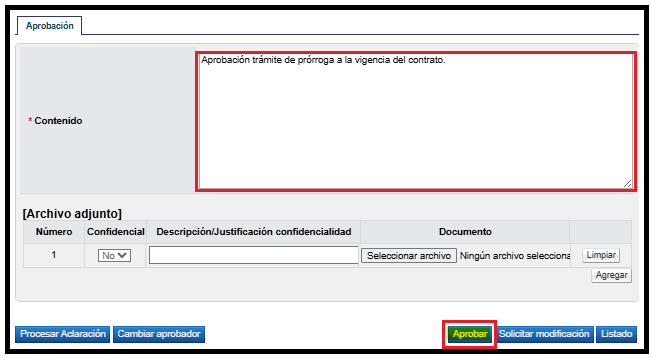 Aprobación
* Contenido
Aprobación trámite de prórroga a la vigencia del contrato.
[Archivo adjunto]
Número Confidencial Descripción/Justificación confidencialidad Documento
1 No Seleccionar archivo Ningún archivo selecciona Limpiar
Agregar
Procesar Aclaración Cambiar aprobador Aprobar Solicitar modificación Listado